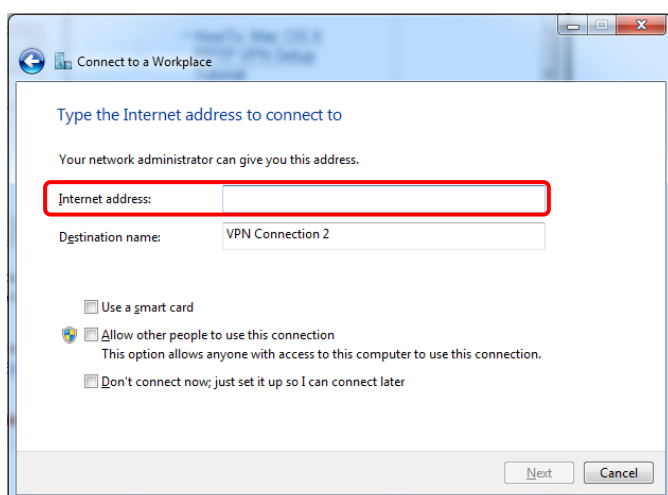 Connect to a Workplace
Type the Internet address to connect to
Your network administrator can give you this address.
Internet address:
Destination name: VPN Connection 2
Use a smart card
Allow other people to use this connection
This option allows anyone with access to this computer to use this connection.
Don't connect now; just set it up so I can connect later
Next Cancel